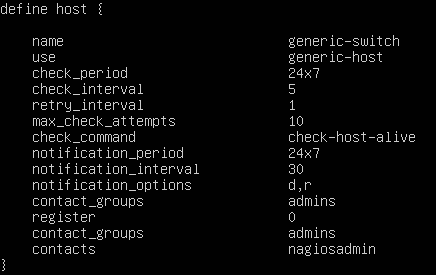 define host {
name generic-switch
use generic-host
check_period 24x7
check_interval 5
retry_interval 1
max_check_attempts 10
check_command check-host-alive
notification_period 24x7
notification_interval 30
notification_options d,r
contact_groups admins
register 0
contact_groups admins
contacts nagiosadmin
}